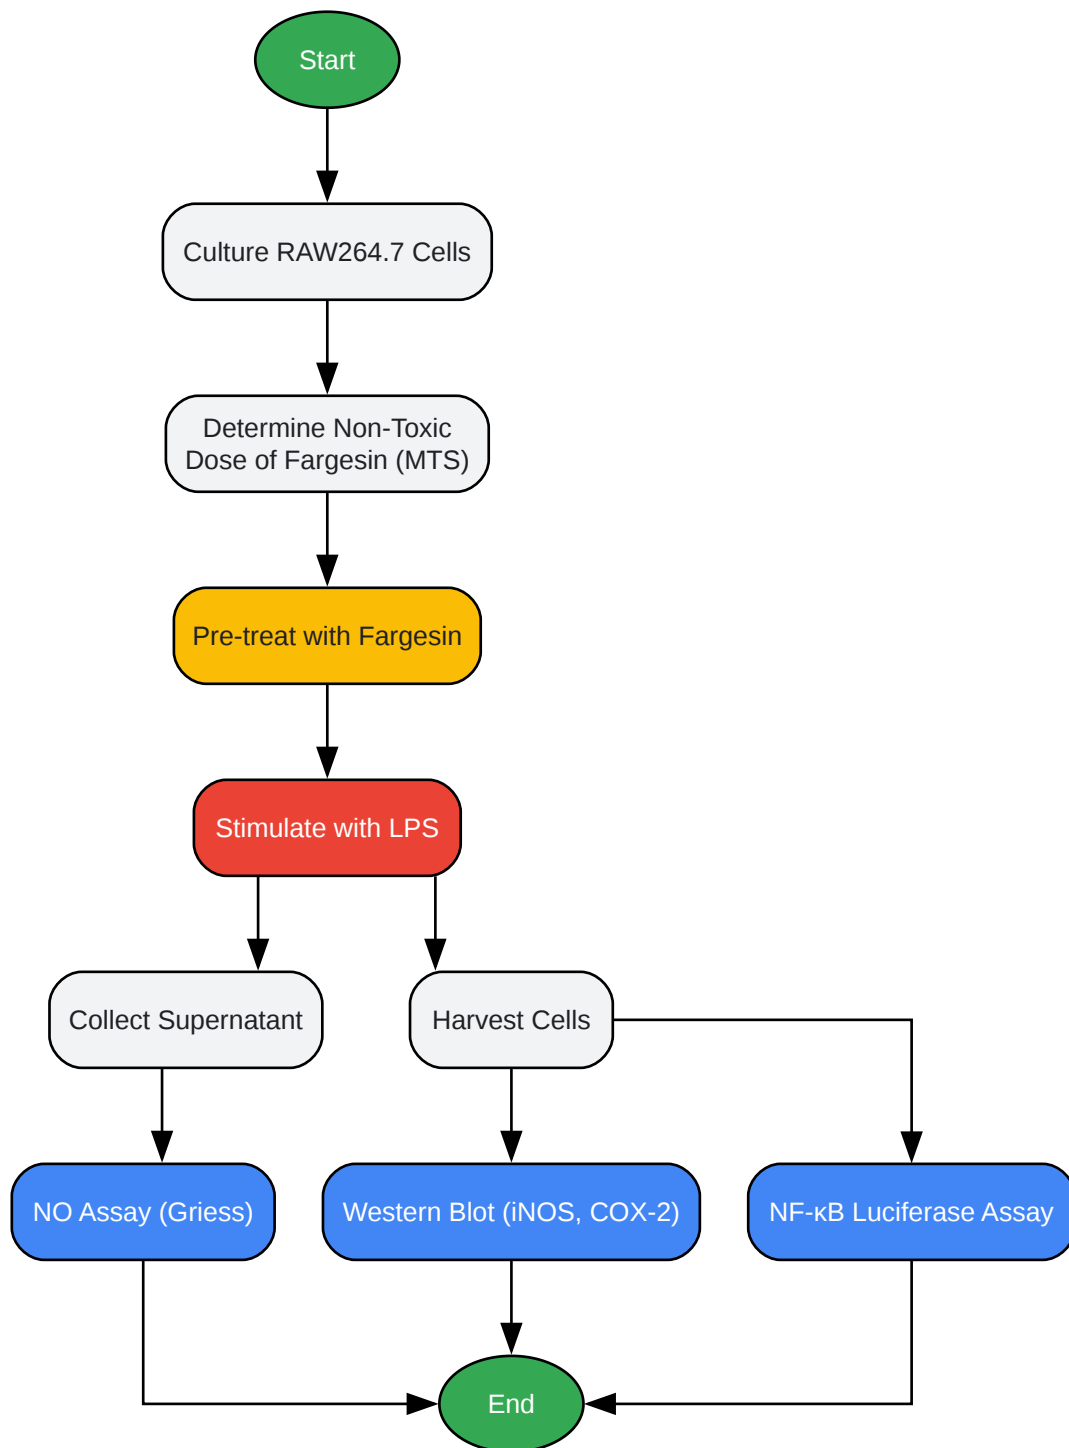 Start
Culture RAW264.7 Cells
Determine Non-Toxic
Dose of Fargesin (MTS)
Pre-treat with Fargesin
Stimulate with LPS
Collect Supernatant
Harvest Cells
NO Assay (Griess)
Western Blot (iNOS, COX-2)
NF-κB Luciferase Assay
End